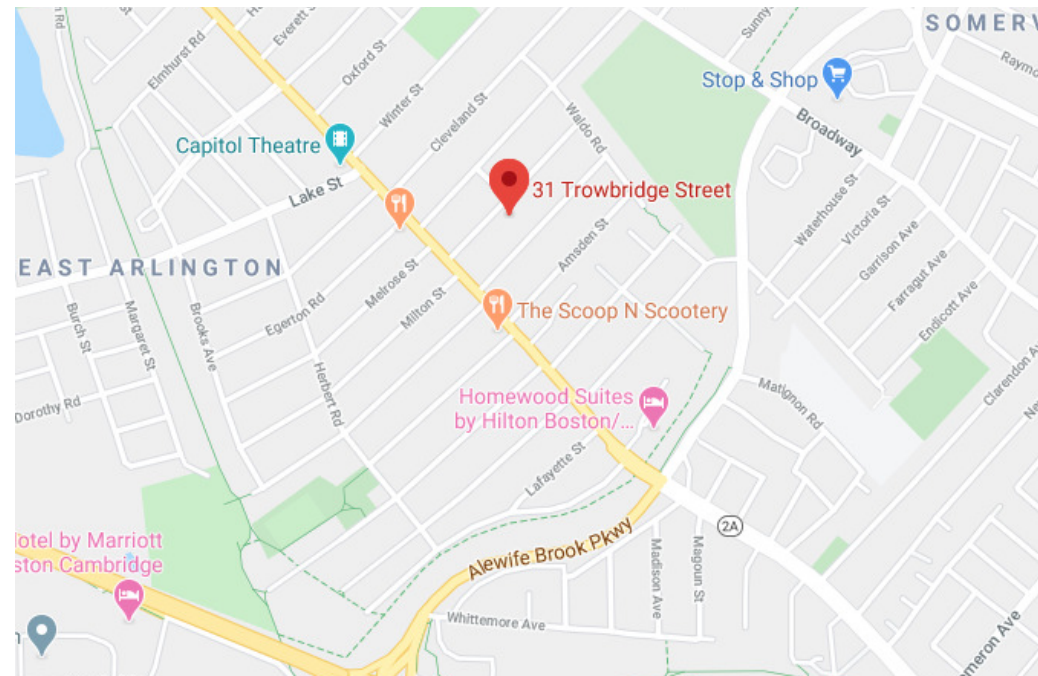 SOMERV
Everett St
Elmhurst Rd
Oxford St
Sunny
Raymo
Stop & Shop
Winter St
Cleveland St
Waldo Rd
Broadway
Capitol Theatre
Lake St
31 Trowbridge Street
Waterhouse St
Victoria St
Garrison Ave
Farragut Ave
Endicott Ave
Clarendon A
EAST ARLINGTON
Amsden St
Melrose St
Milton St
Egerton Rd
Burch St
Margaret St
Brooks Ave
The Scoop N Scootery
Herbert Rd
Dorothy Rd
Homewood Suites
by Hilton Boston/...
Matignon Rd
Lafayette St
2A
otel by Marriott
ston Cambridge
Alewife Brook Pkwy
Madison Ave
Magoun St
Whittemore Ave
meron Ave